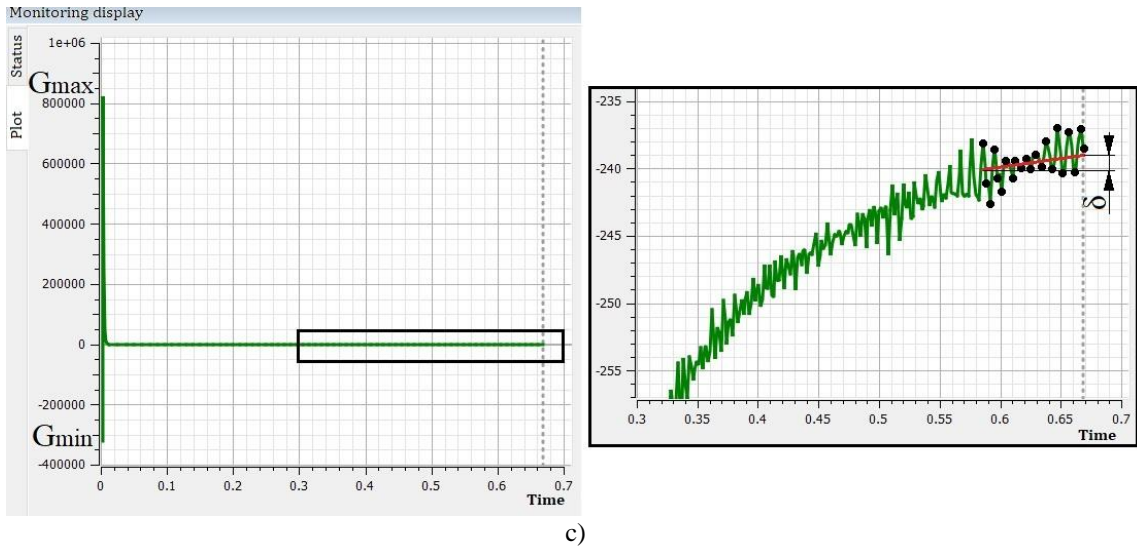 Monitoring display
Status
Plot
1e+06
Gmax
800000
600000
400000
200000
0
-200000
Gmin
-400000
0 0.1 0.2 0.3 0.4 0.5 0.6 0.7
Time
-235
-240
-245
-250
-255
δ
0.3 0.35 0.4 0.45 0.5 0.55 0.6 0.65 0.7
Time
c)